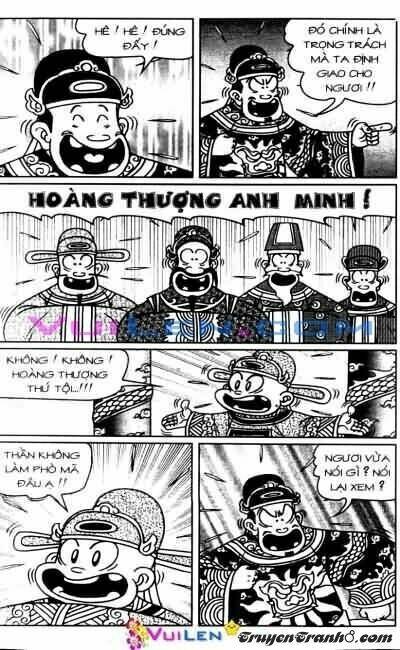 HÊ ! HÊ ! ĐÚNG
ĐẤY !
ĐÓ CHÍNH LÀ
TRỌNG TRÁCH
MÀ TA ĐỊNH
GIAO CHO
NGƯƠI !!
HOÀNG THƯỢNG ANH MINH !
VUILEN.COM
KHÔNG ! KHÔNG !
HOÀNG THƯỢNG
THỨ TỘI...!!!
THẦN KHÔNG
LÀM PHÒ MÃ
ĐÂU Ạ !!
NGƯƠI VỪA
NÓI GÌ ? NÓI
LẠI XEM ?
VUILEN
TruyenTranh8.com